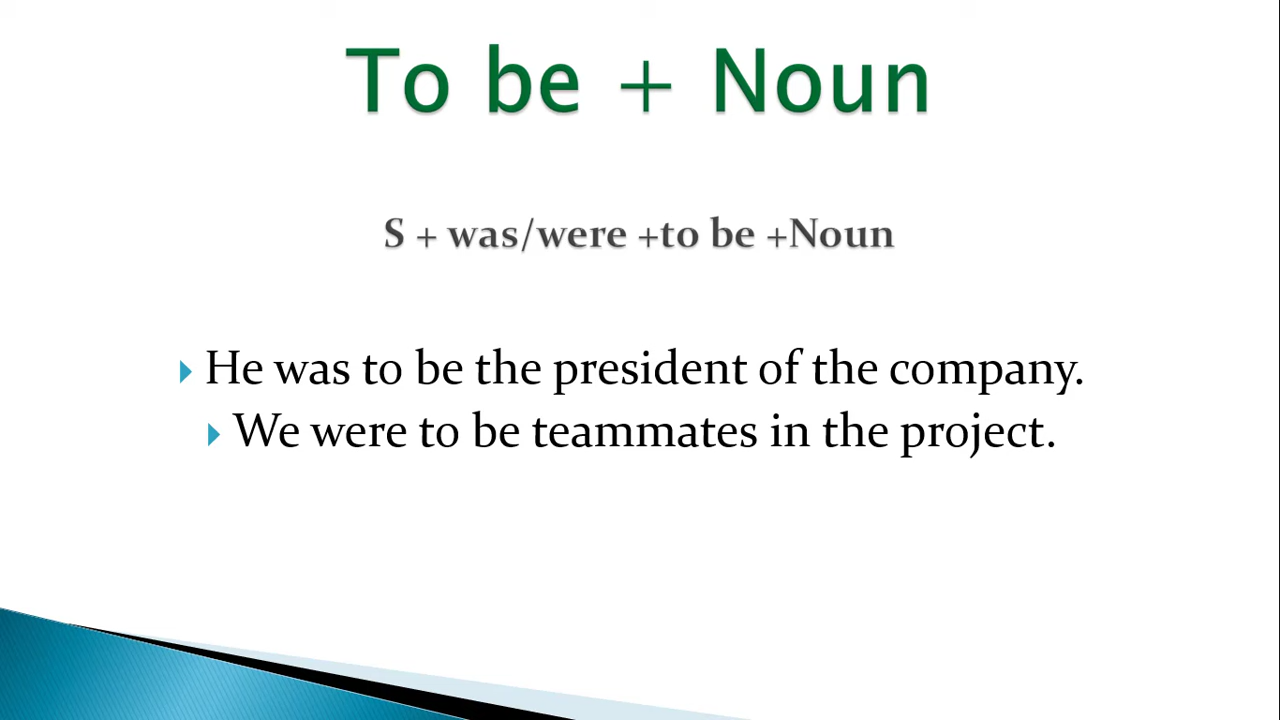 To be + Noun
S + was/were +to be +Noun
He was to be the president of the company.
We were to be teammates in the project.